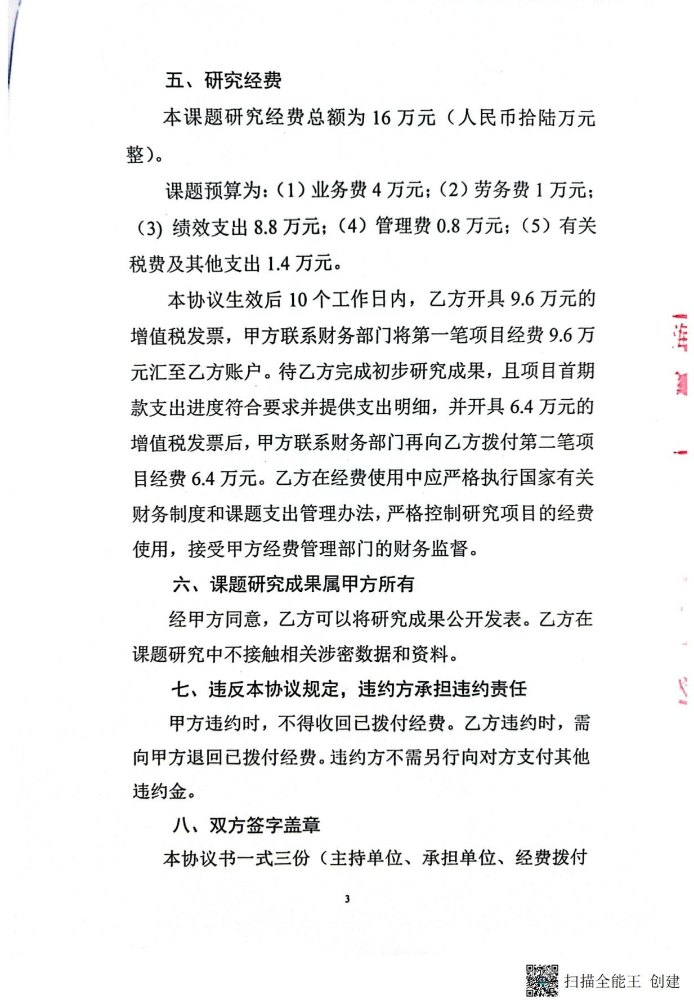 五、研究经费
本课题研究经费总额为 16 万元（人民币拾陆万元
整）。
课题预算为：（1）业务费 4 万元；（2）劳务费 1 万元；
（3) 绩效支出 8.8 万元；（4）管理费 0.8 万元；（5）有关
税费及其他支出 1.4 万元。
本协议生效后 10 个工作日内，乙方开具 9.6 万元的
增值税发票，甲方联系财务部门将第一笔项目经费 9.6 万
元汇至乙方账户。待乙方完成初步研究成果，且项目首期
款支出进度符合要求并提供支出明细，并开具 6.4 万元的
增值税发票后，甲方联系财务部门再向乙方拨付第二笔项
目经费 6.4 万元。乙方在经费使用中应严格执行国家有关
财务制度和课题支出管理办法，严格控制研究项目的经费
使用，接受甲方经费管理部门的财务监督。
六、课题研究成果属甲方所有
经甲方同意，乙方可以将研究成果公开发表。乙方在
课题研究中不接触相关涉密数据和资料。
七、违反本协议规定，违约方承担违约责任
甲方违约时，不得收回已拨付经费。乙方违约时，需
向甲方退回已拨付经费。违约方不需另行向对方支付其他
违约金。
八、双方签字盖章
本协议书一式三份（主持单位、承担单位、经费拨付
3
扫描全能王 创建